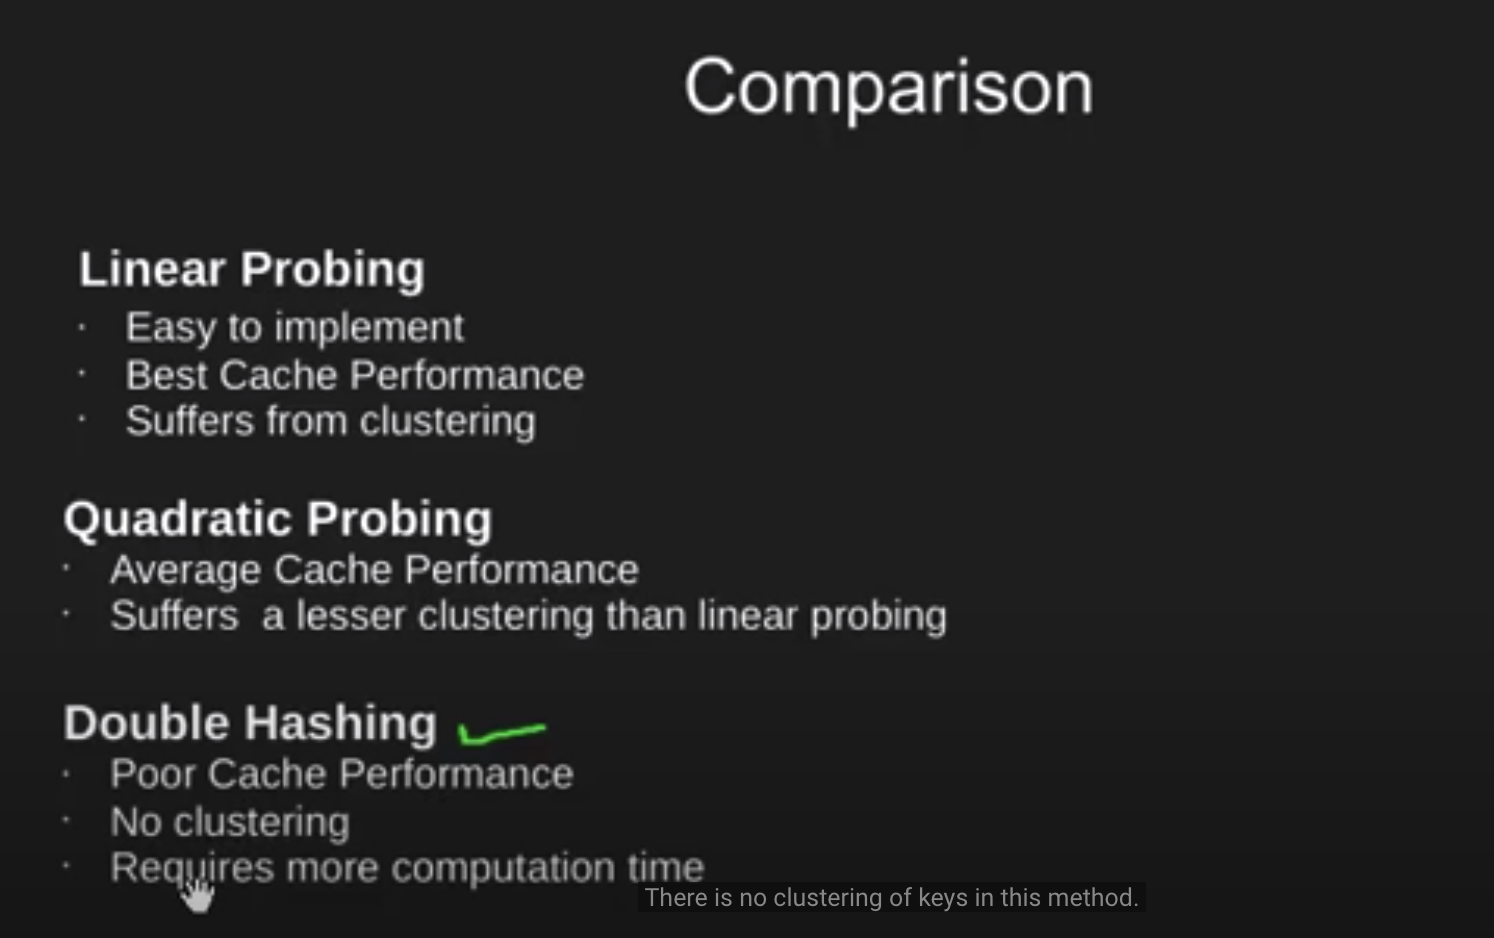 Comparison
Linear Probing
· Easy to implement
· Best Cache Performance
· Suffers from clustering
Quadratic Probing
· Average Cache Performance
· Suffers  a lesser clustering than linear probing
Double Hashing
· Poor Cache Performance
· No clustering
· Requires more computation time
There is no clustering of keys in this method.